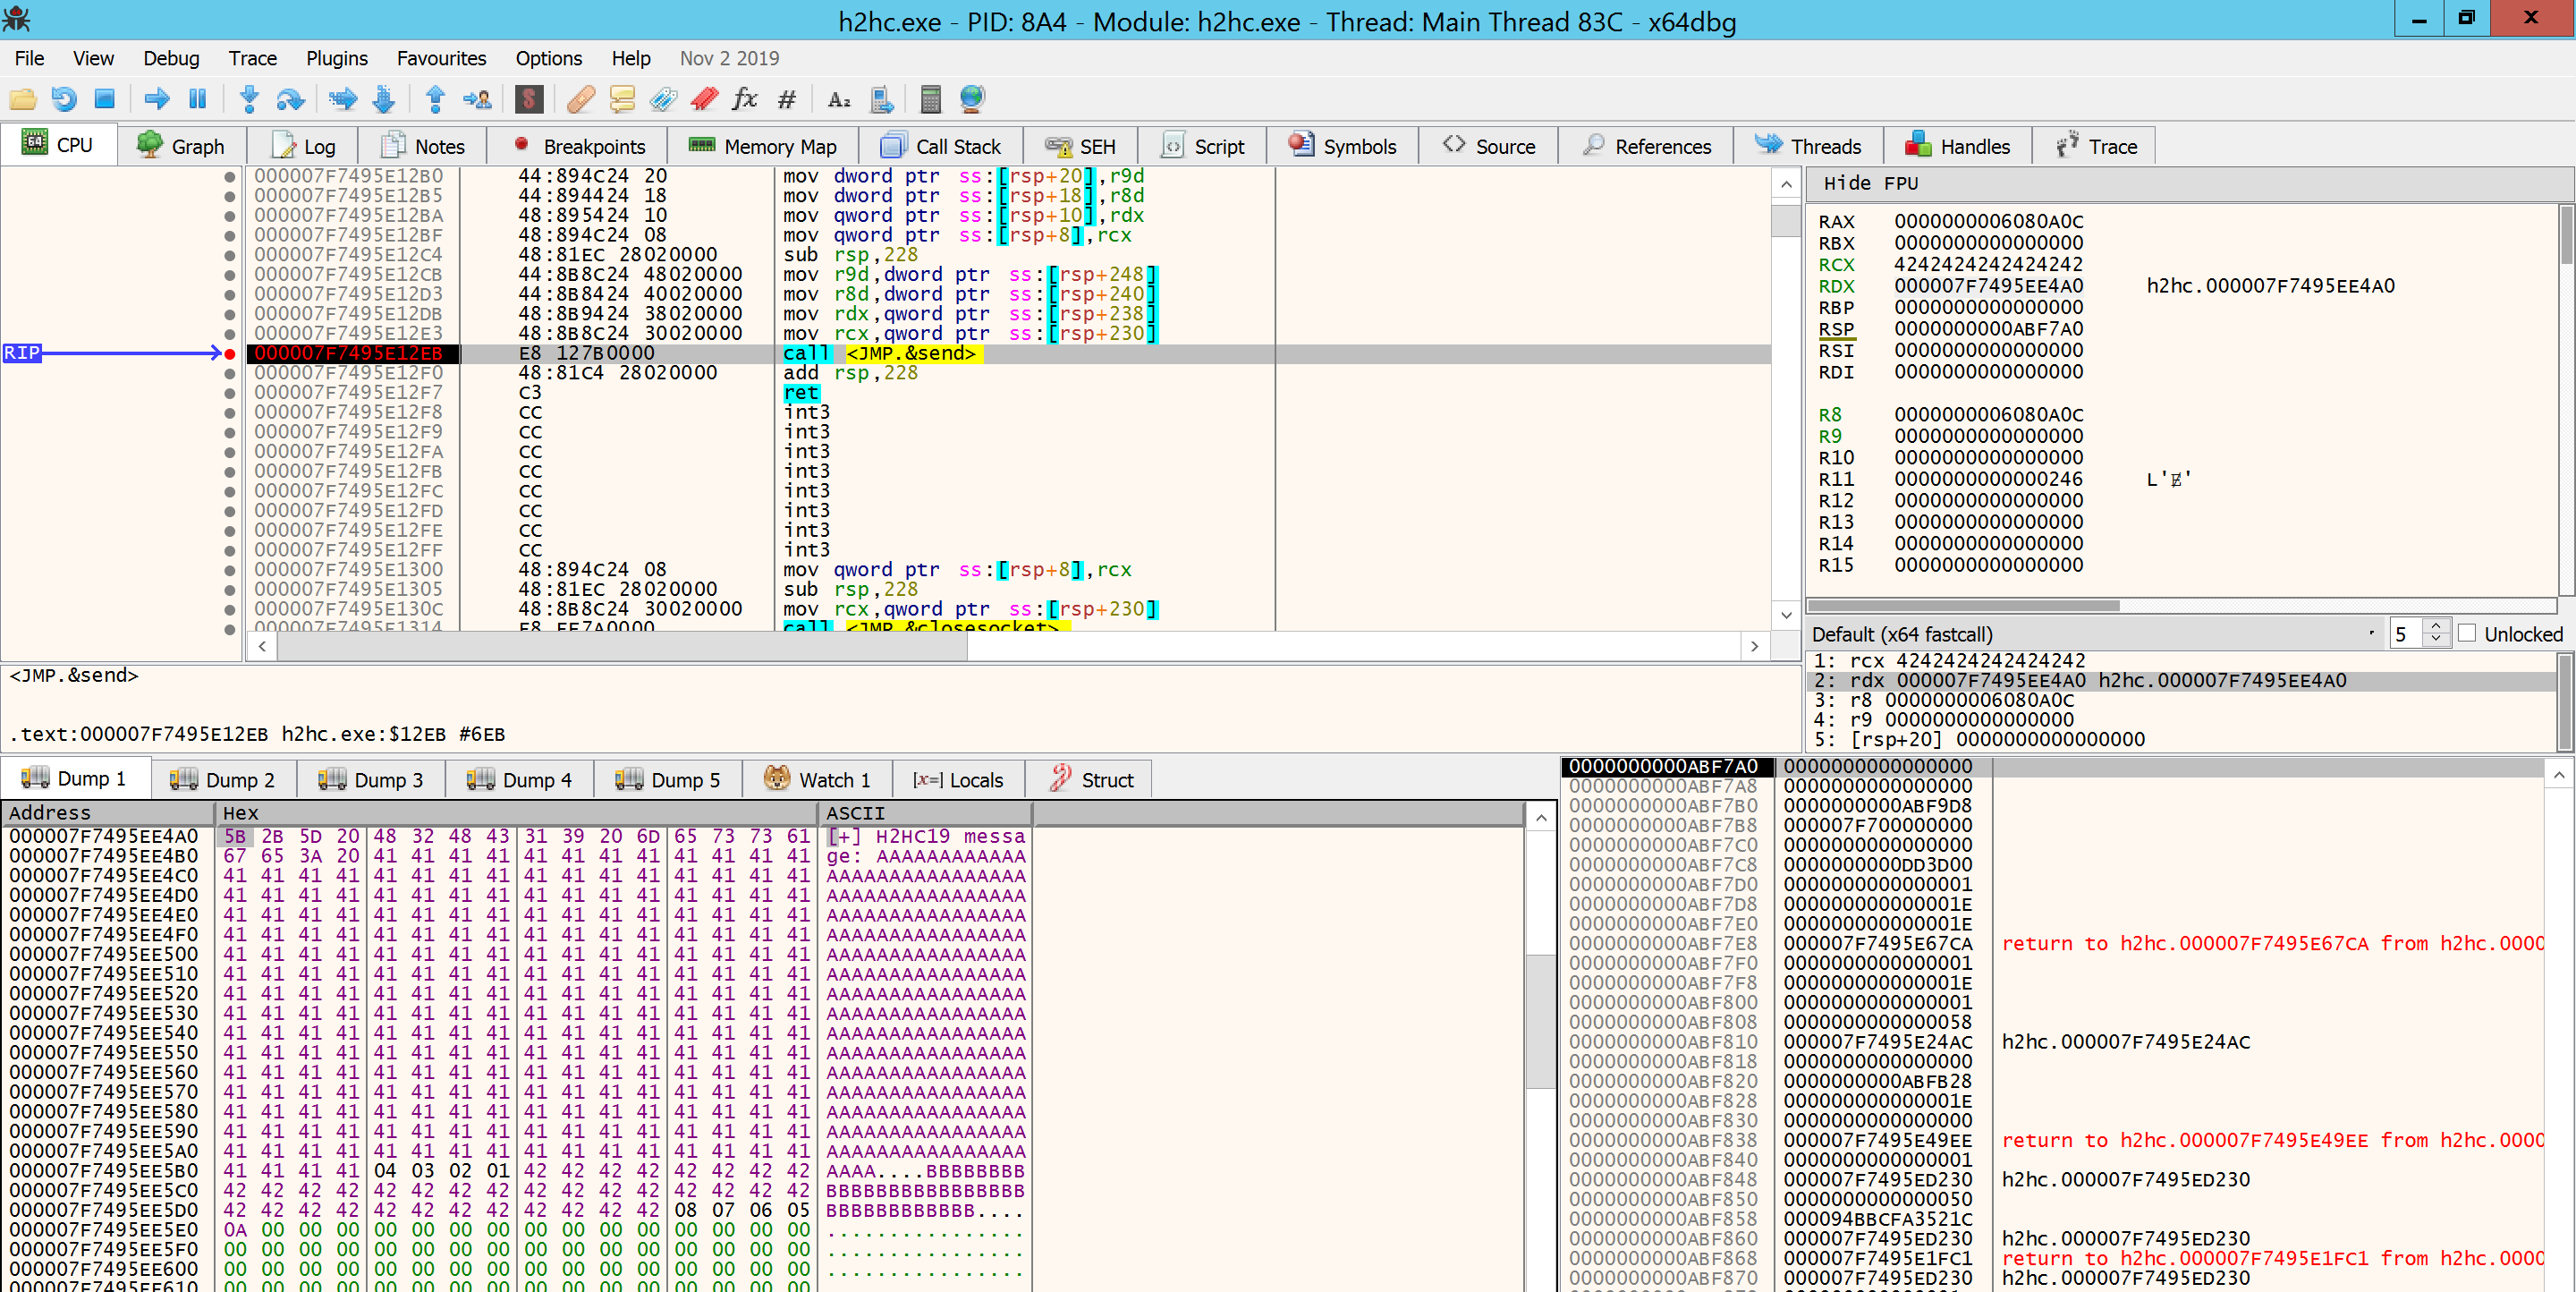 h2hc.exe - PID: 8A4 - Module: h2hc.exe - Thread: Main Thread 83C - x64dbg
File View Debug Trace Plugins Favourites Options Help Nov 2 2019
CPU Graph Log Notes Breakpoints Memory Map Call Stack SEH Script Symbols Source References Threads Handles Trace
000007F7495E12B0 44:894C24 20 mov dword ptr ss:[rsp+20],r9d
000007F7495E12B5 44:894424 18 mov dword ptr ss:[rsp+18],r8d
000007F7495E12BA 48:895424 10 mov qword ptr ss:[rsp+10],rdx
000007F7495E12BF 48:894C24 08 mov qword ptr ss:[rsp+8],rcx
000007F7495E12C4 48:81EC 28020000 sub rsp,228
000007F7495E12CB 44:8B8C24 48020000 mov r9d,dword ptr ss:[rsp+248]
000007F7495E12D3 44:8B8424 40020000 mov r8d,dword ptr ss:[rsp+240]
000007F7495E12DB 48:8B9424 38020000 mov rdx,qword ptr ss:[rsp+238]
000007F7495E12E3 48:8B8C24 30020000 mov rcx,qword ptr ss:[rsp+230]
RIP 000007F7495E12EB E8 127B0000 call <JMP.&send>
000007F7495E12F0 48:81C4 28020000 add rsp,228
000007F7495E12F7 C3 ret
000007F7495E12F8 CC int3
000007F7495E12F9 CC int3
000007F7495E12FA CC int3
000007F7495E12FB CC int3
000007F7495E12FC CC int3
000007F7495E12FD CC int3
000007F7495E12FE CC int3
000007F7495E12FF CC int3
000007F7495E1300 48:894C24 08 mov qword ptr ss:[rsp+8],rcx
000007F7495E1305 48:81EC 28020000 sub rsp,228
000007F7495E130C 48:8B8C24 30020000 mov rcx,qword ptr ss:[rsp+230]
000007F7495E1314 E8 EE7A0000 call <JMP.&closesocket>
Hide FPU
RAX 0000000006080A0C
RBX 0000000000000000
RCX 4242424242424242
RDX 000007F7495EE4A0 h2hc.000007F7495EE4A0
RBP 0000000000000000
RSP 0000000000ABF7A0
RSI 0000000000000000
RDI 0000000000000000
R8 0000000006080A0C
R9 0000000000000000
R10 0000000000000000
R11 0000000000000246
R12 0000000000000000
R13 0000000000000000
R14 0000000000000000
R15 0000000000000000
Default (x64 fastcall) 5 Unlocked
1: rcx 4242424242424242
2: rdx 000007F7495EE4A0 h2hc.000007F7495EE4A0
3: r8 0000000006080A0C
4: r9 0000000000000000
5: [rsp+20] 0000000000000000
<JMP.&send>
.text:000007F7495E12EB h2hc.exe:$12EB #6EB
Dump 1 Dump 2 Dump 3 Dump 4 Dump 5 Watch 1 [x=] Locals Struct
Address Hex ASCII
000007F7495EE4A0 5B 2B 5D 20 48 32 48 43 31 39 20 6D 65 73 73 61 [+] H2HC19 messa
000007F7495EE4B0 67 65 3A 20 41 41 41 41 41 41 41 41 41 41 41 41 ge: AAAAAAAAAAAA
000007F7495EE4C0 41 41 41 41 41 41 41 41 41 41 41 41 41 41 41 41 AAAAAAAAAAAAAAAA
000007F7495EE4D0 41 41 41 41 41 41 41 41 41 41 41 41 41 41 41 41 AAAAAAAAAAAAAAAA
000007F7495EE4E0 41 41 41 41 41 41 41 41 41 41 41 41 41 41 41 41 AAAAAAAAAAAAAAAA
000007F7495EE4F0 41 41 41 41 41 41 41 41 41 41 41 41 41 41 41 41 AAAAAAAAAAAAAAAA
000007F7495EE500 41 41 41 41 41 41 41 41 41 41 41 41 41 41 41 41 AAAAAAAAAAAAAAAA
000007F7495EE510 41 41 41 41 41 41 41 41 41 41 41 41 41 41 41 41 AAAAAAAAAAAAAAAA
000007F7495EE520 41 41 41 41 41 41 41 41 41 41 41 41 41 41 41 41 AAAAAAAAAAAAAAAA
000007F7495EE530 41 41 41 41 41 41 41 41 41 41 41 41 41 41 41 41 AAAAAAAAAAAAAAAA
000007F7495EE540 41 41 41 41 41 41 41 41 41 41 41 41 41 41 41 41 AAAAAAAAAAAAAAAA
000007F7495EE550 41 41 41 41 41 41 41 41 41 41 41 41 41 41 41 41 AAAAAAAAAAAAAAAA
000007F7495EE560 41 41 41 41 41 41 41 41 41 41 41 41 41 41 41 41 AAAAAAAAAAAAAAAA
000007F7495EE570 41 41 41 41 41 41 41 41 41 41 41 41 41 41 41 41 AAAAAAAAAAAAAAAA
000007F7495EE580 41 41 41 41 41 41 41 41 41 41 41 41 41 41 41 41 AAAAAAAAAAAAAAAA
000007F7495EE590 41 41 41 41 41 41 41 41 41 41 41 41 41 41 41 41 AAAAAAAAAAAAAAAA
000007F7495EE5A0 41 41 41 41 41 41 41 41 41 41 41 41 41 41 41 41 AAAAAAAAAAAAAAAA
000007F7495EE5B0 41 41 41 41 04 03 02 01 42 42 42 42 42 42 42 42 AAAA....BBBBBBBB
000007F7495EE5C0 42 42 42 42 42 42 42 42 42 42 42 42 42 42 42 42 BBBBBBBBBBBBBBBB
000007F7495EE5D0 42 42 42 42 42 42 42 42 42 42 42 42 08 07 06 05 BBBBBBBBBBBB....
000007F7495EE5E0 0A 00 00 00 00 00 00 00 00 00 00 00 00 00 00 00 ................
000007F7495EE5F0 00 00 00 00 00 00 00 00 00 00 00 00 00 00 00 00 ................
000007F7495EE600 00 00 00 00 00 00 00 00 00 00 00 00 00 00 00 00 ................
000007F7495EE610 00 00 00 00 00 00 00 00 00 00 00 00 00 00 00 00
0000000000ABF7A0 0000000000000000
0000000000ABF7A8 0000000000000000
0000000000ABF7B0 0000000000ABF9D8
0000000000ABF7B8 000007F700000000
0000000000ABF7C0 0000000000000000
0000000000ABF7C8 0000000000DD3D00
0000000000ABF7D0 0000000000000001
0000000000ABF7D8 000000000000001E
0000000000ABF7E0 000000000000001E
0000000000ABF7E8 000007F7495E67CA return to h2hc.000007F7495E67CA from h2hc.0000
0000000000ABF7F0 0000000000000001
0000000000ABF7F8 000000000000001E
0000000000ABF800 0000000000000001
0000000000ABF808 0000000000000058
0000000000ABF810 000007F7495E24AC h2hc.000007F7495E24AC
0000000000ABF818 0000000000000000
0000000000ABF820 0000000000ABFB28
0000000000ABF828 000000000000001E
0000000000ABF830 0000000000000000
0000000000ABF838 000007F7495E49EE return to h2hc.000007F7495E49EE from h2hc.0000
0000000000ABF840 0000000000000001
0000000000ABF848 000007F7495ED230 h2hc.000007F7495ED230
0000000000ABF850 0000000000000050
0000000000ABF858 000094BBCFA3521C
0000000000ABF860 000007F7495ED230 h2hc.000007F7495ED230
0000000000ABF868 000007F7495E1FC1 return to h2hc.000007F7495E1FC1 from h2hc.0000
0000000000ABF870 000007F7495ED230 h2hc.000007F7495ED230